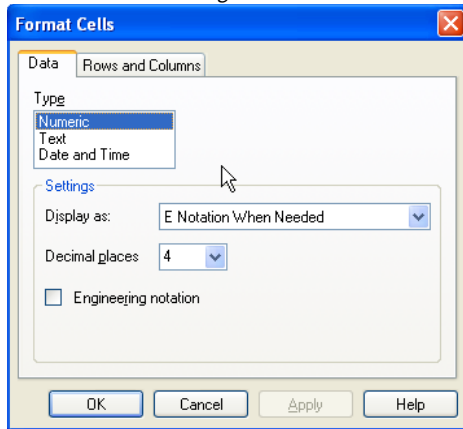 Format Cells
Data Rows and Columns
Type
Numeric
Text
Date and Time
Settings
Display as: E Notation When Needed
Decimal places 4
Engineering notation
OK Cancel Apply Help